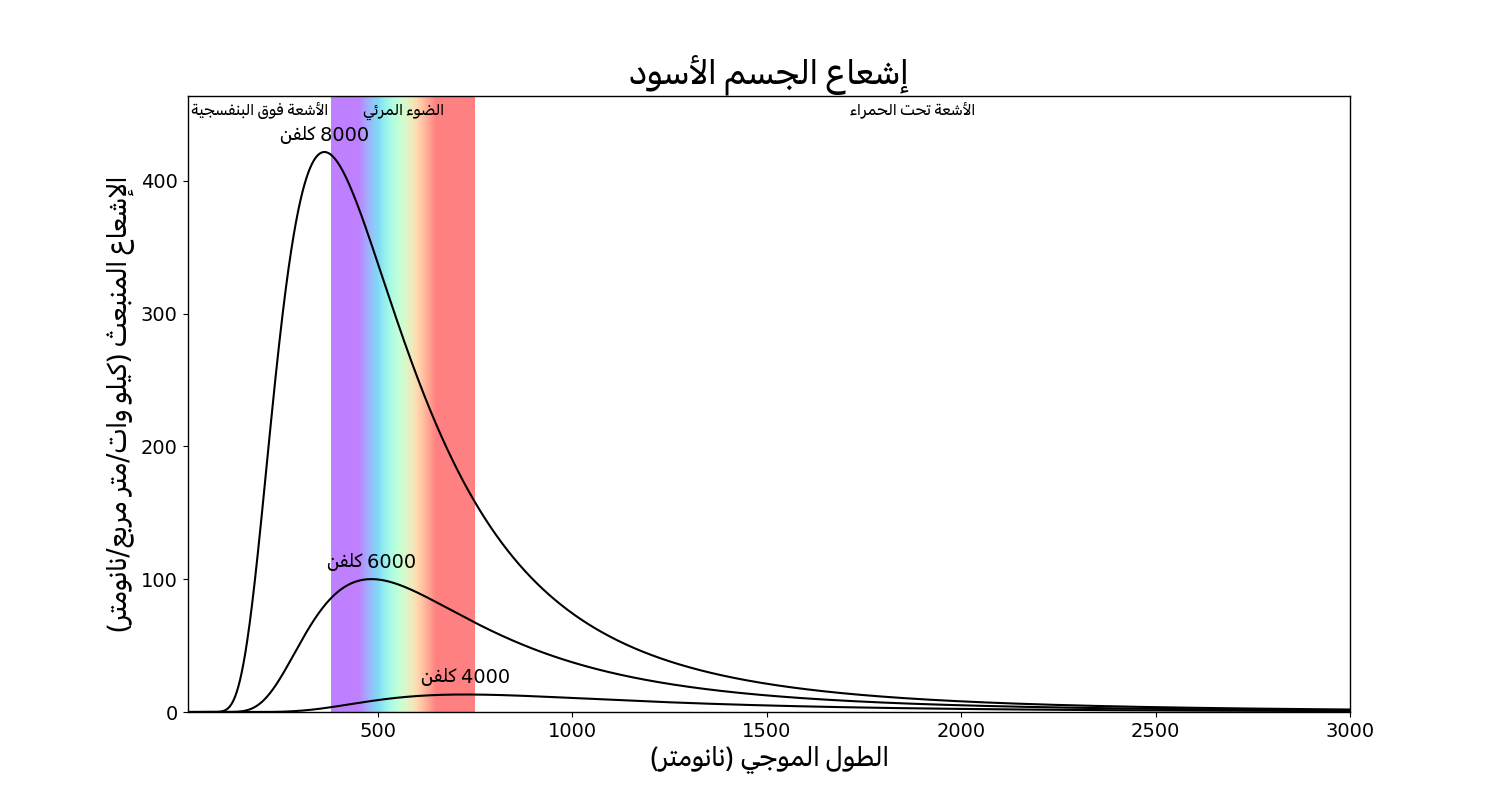 إشعاع الجسم الأسود
الأشعة فوق البنفسجية
الضوء المرئي
الأشعة تحت الحمراء
8000 كلفن
6000 كلفن
4000 كلفن
الإشعاع المنبعث (كيلو وات/متر مربع/نانومتر)
400
300
200
100
0
500
1000
1500
2000
2500
3000
الطول الموجي (نانومتر)